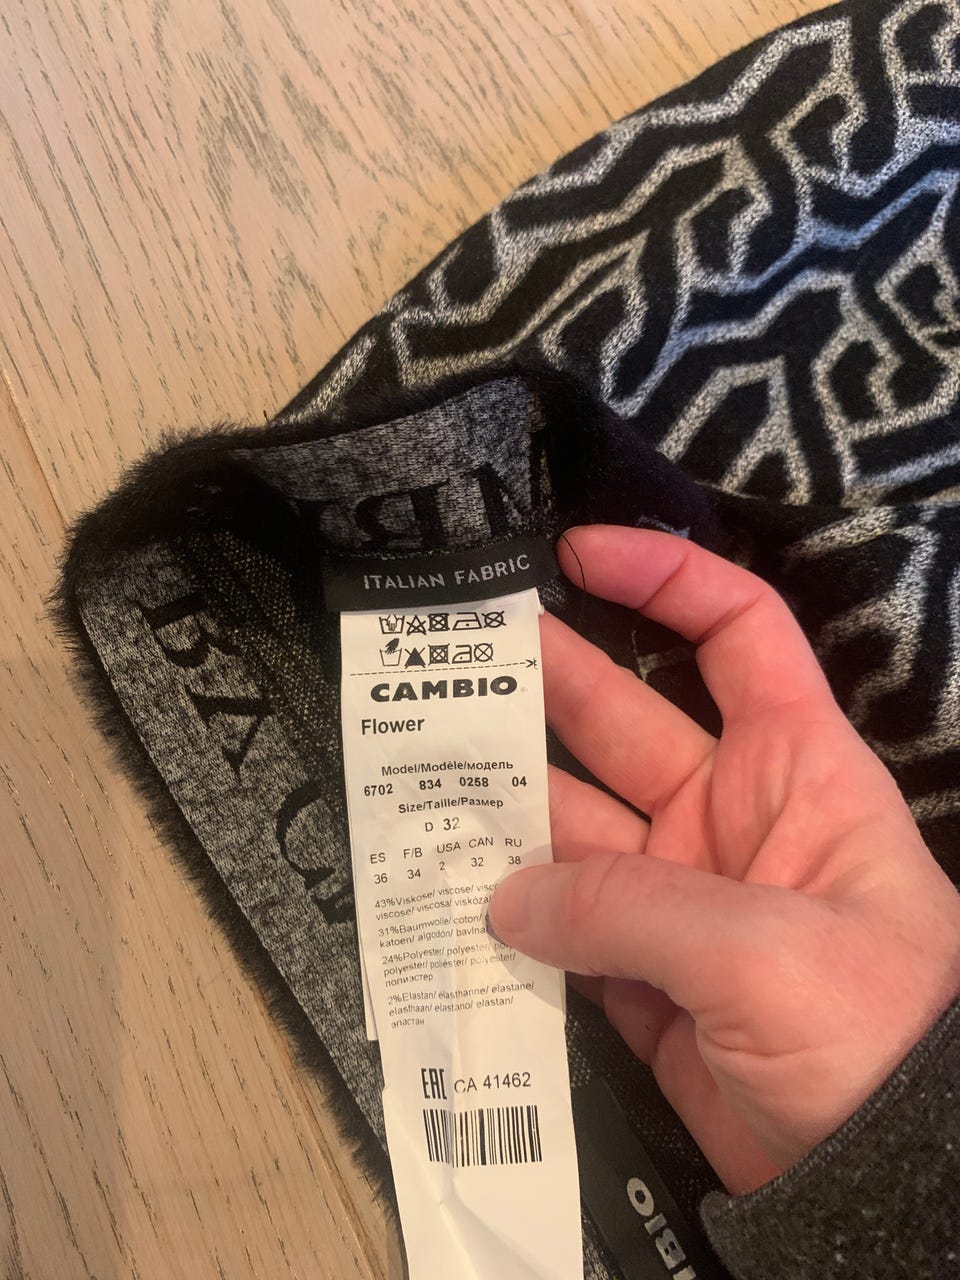 ITALIAN FABRIC
CAMBIO
Flower
Model/Modèle/модель
6702 834 0258 04
Size/Taille/Размер
D 32
ES F/B USA CAN RU
36 34 2 32 38
43%Viskose/ viscose/
viscose/ viscosa/
31%Baumwolle/ coton/
katoen/ algodón/
24%Polyester/ polyester/
polyester/ poliéster/ polyester/
полиэстер
2%Elastan/ élasthanne/ elastane/
elasthaan/ elastano/ elastan/
эластан
EAC CA 41462